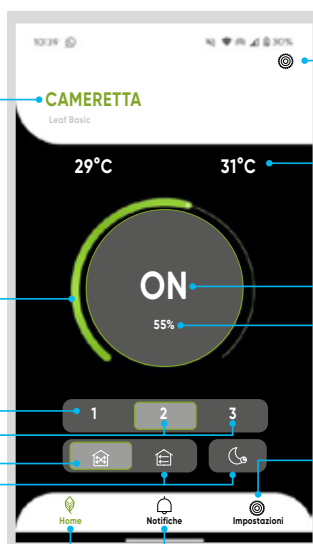 10:39 30%
CAMERETTA
Leaf Basic
29°C 31°C
ON
55%
1 2 3
Home Notifiche Impostazioni